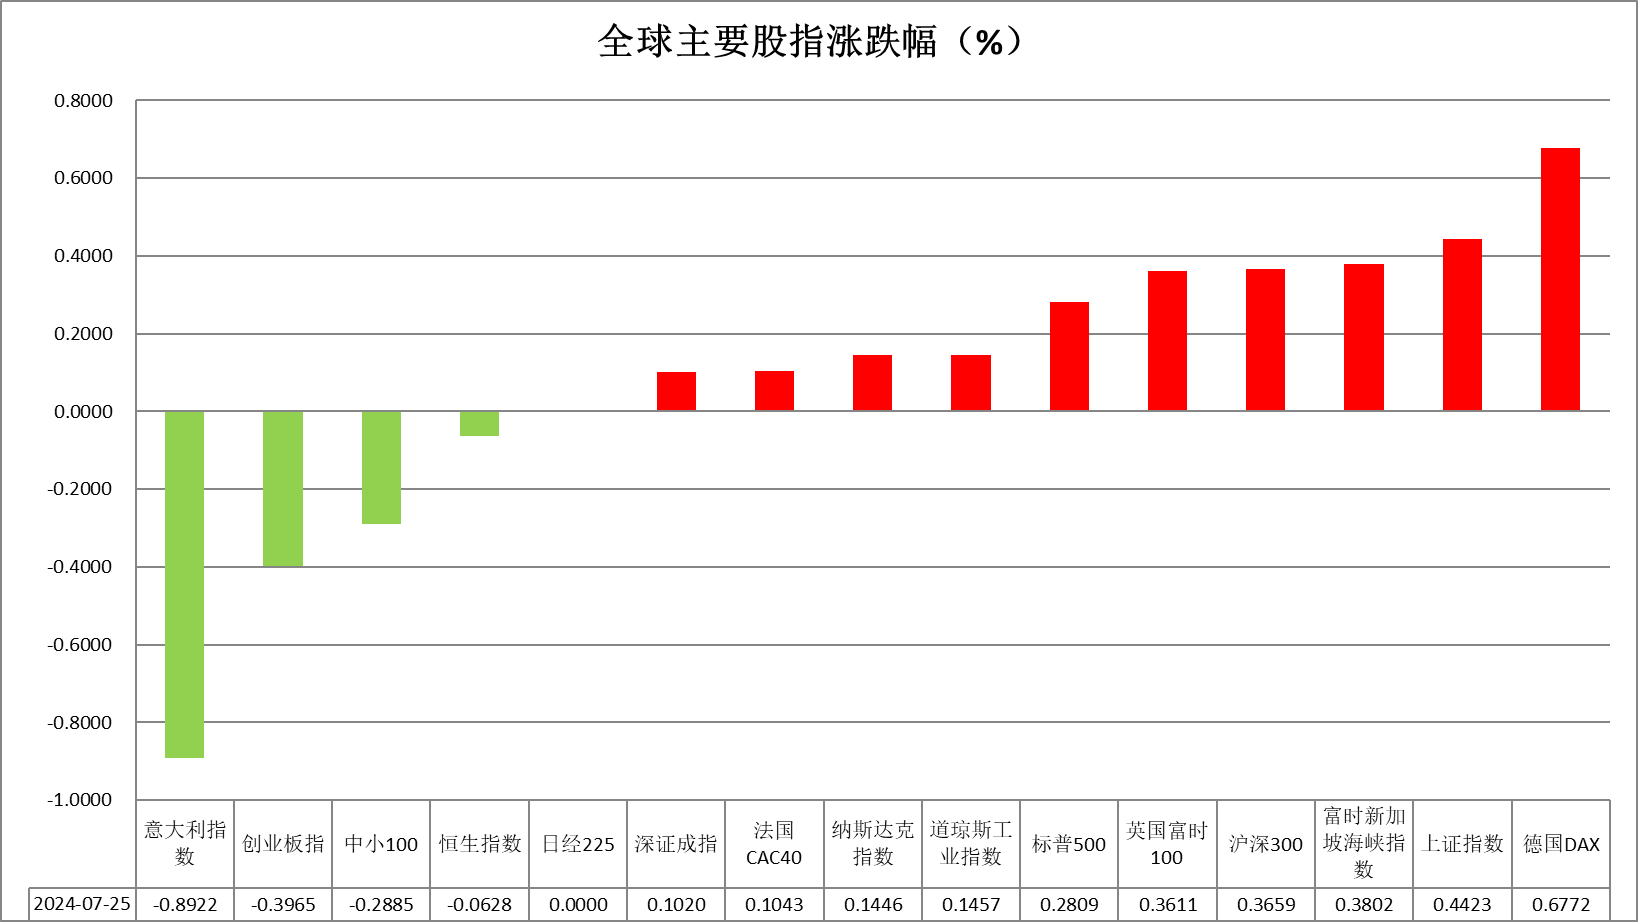 全球主要股指涨跌幅（%）
0.8000
0.6000
0.4000
0.2000
0.0000
-0.2000
-0.4000
-0.6000
-0.8000
-1.0000
意大利指
数
创业板指
中小100
恒生指数
日经225
深证成指
法国
CAC40
纳斯达克
指数
道琼斯工
业指数
标普500
英国富时
100
沪深300
富时新加
坡海峡指
数
上证指数
德国DAX
2024-07-25 -0.8922 -0.3965 -0.2885 -0.0628 0.0000 0.1020 0.1043 0.1446 0.1457 0.2809 0.3611 0.3659 0.3802 0.4423 0.6772